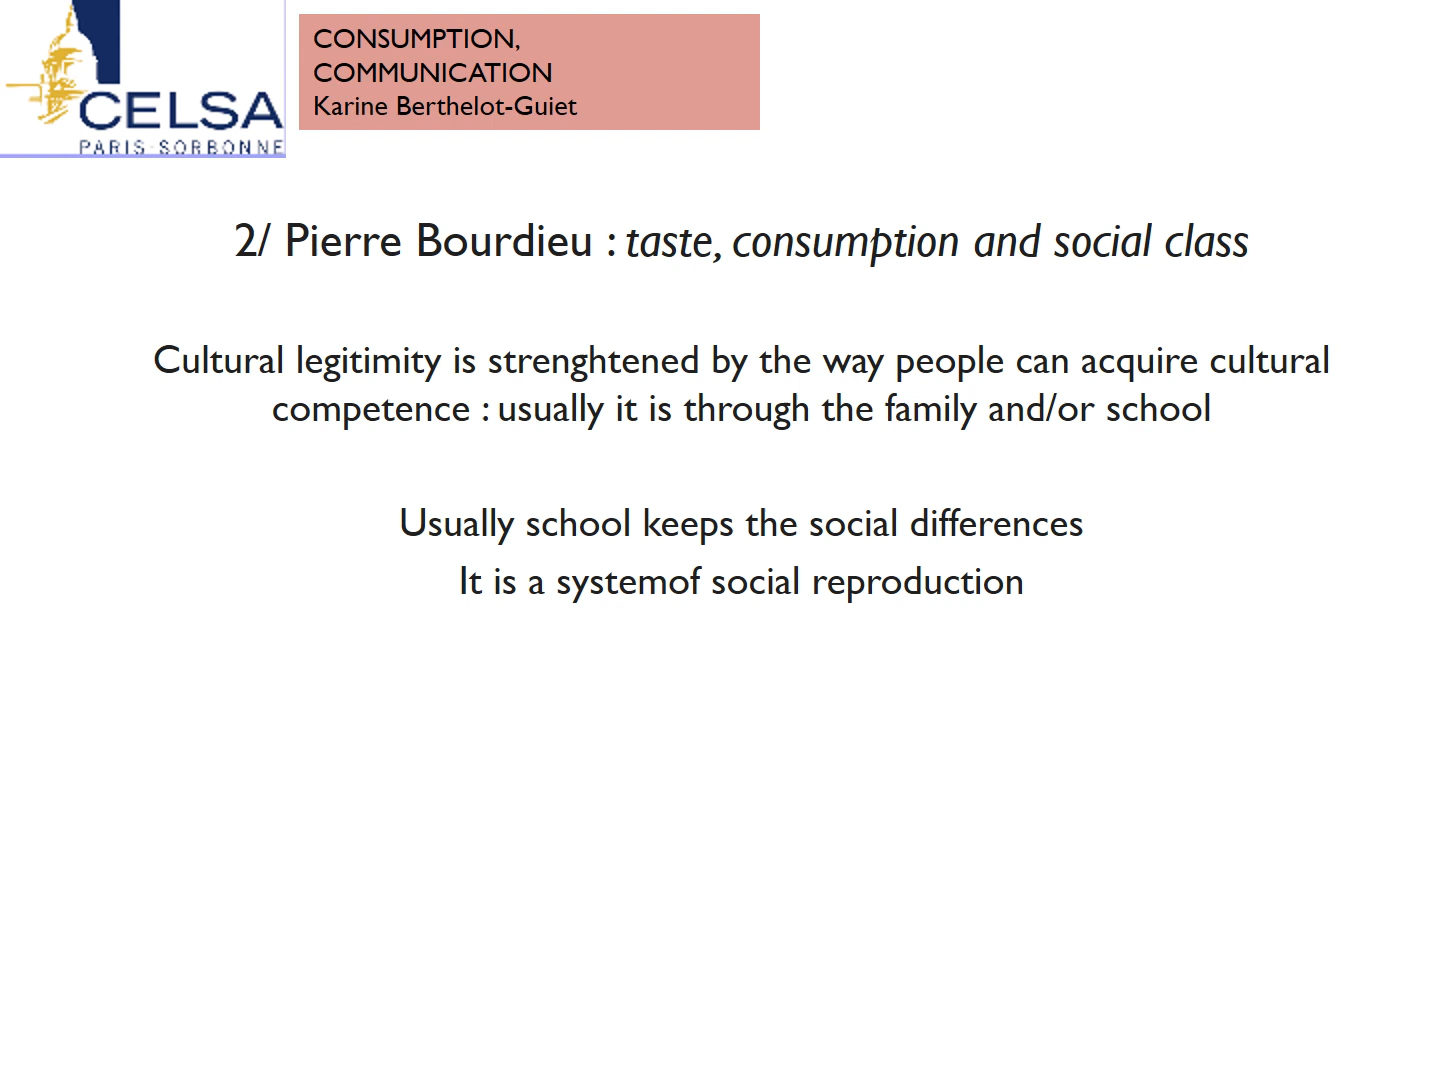 CELSA
PARIS-SORBONNE
CONSUMPTION,
COMMUNICATION
Karine Berthelot-Guiet
2/ Pierre Bourdieu : taste, consumption and social class
Cultural legitimity is strenghtened by the way people can acquire cultural
competence : usually it is through the family and/or school
Usually school keeps the social differences
It is a systemof social reproduction